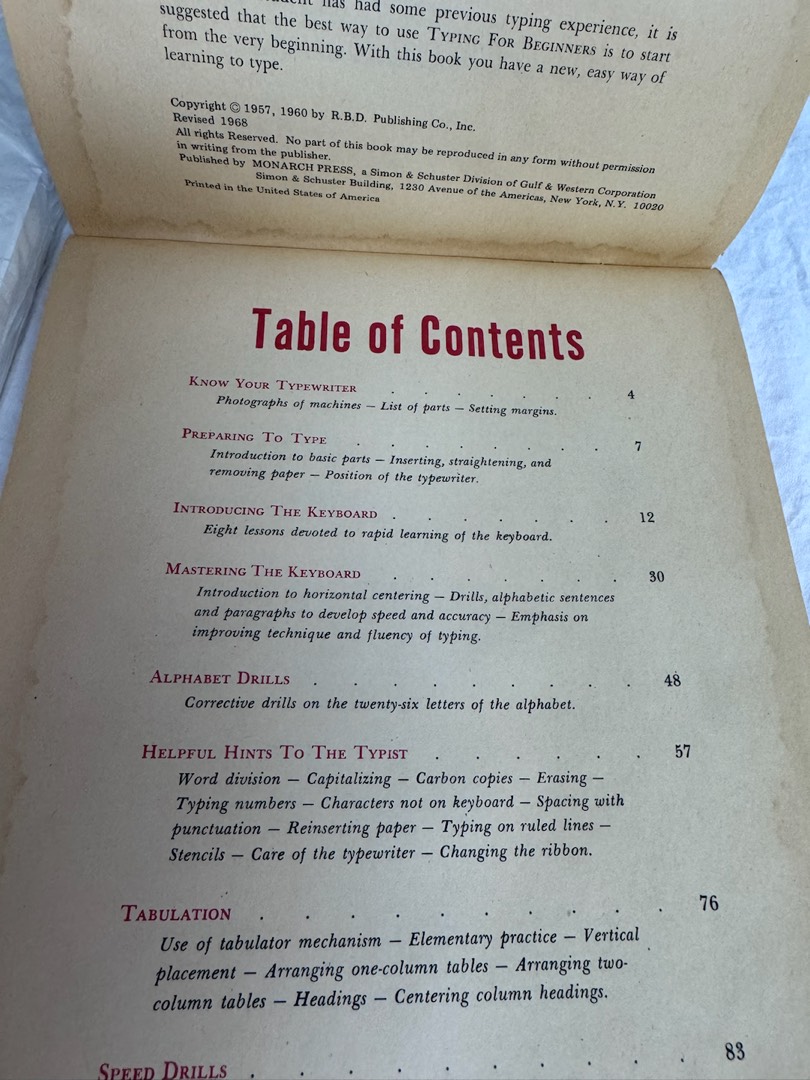 has had some previous typing experience, it is
suggested that the best way to use Typing For Beginners is to start
from the very beginning. With this book you have a new, easy way of
learning to type.
Copyright © 1957, 1960 by R.B.D. Publishing Co., Inc.
Revised 1968
All rights Reserved. No part of this book may be reproduced in any form without permission
in writing from the publisher.
Published by MONARCH PRESS, a Simon & Schuster Division of Gulf & Western Corporation
Simon & Schuster Building, 1230 Avenue of the Americas, New York, N.Y. 10020
Printed in the United States of America
Table of Contents
Know Your Typewriter . . . . . . . 4
Photographs of machines — List of parts — Setting margins.
Preparing To Type . . . . . . . 7
Introduction to basic parts — Inserting, straightening, and
removing paper — Position of the typewriter.
Introducing The Keyboard . . . . . . . 12
Eight lessons devoted to rapid learning of the keyboard.
Mastering The Keyboard . . . . . . . 30
Introduction to horizontal centering — Drills, alphabetic sentences
and paragraphs to develop speed and accuracy — Emphasis on
improving technique and fluency of typing.
Alphabet Drills . . . . . . . . . 48
Corrective drills on the twenty-six letters of the alphabet.
Helpful Hints To The Typist . . . . . . 57
Word division — Capitalizing — Carbon copies — Erasing —
Typing numbers — Characters not on keyboard — Spacing with
punctuation — Reinserting paper — Typing on ruled lines —
Stencils — Care of the typewriter — Changing the ribbon.
Tabulation . . . . . . . . . . 76
Use of tabulator mechanism — Elementary practice — Vertical
placement — Arranging one-column tables — Arranging two-
column tables — Headings — Centering column headings.
Speed Drills . . . . . . . . . . 83